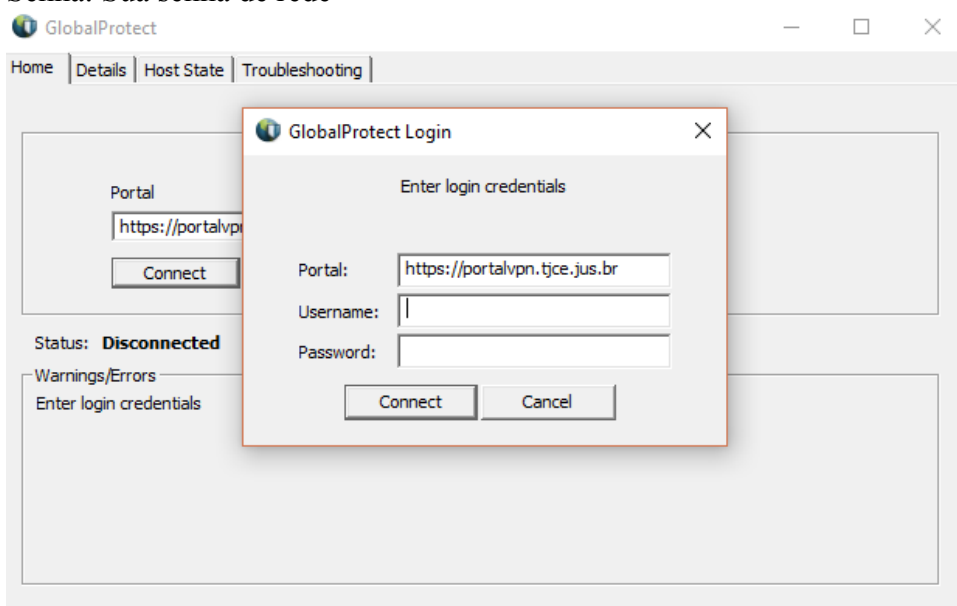 Senha: Sua senha de rede
GlobalProtect
Home Details Host State Troubleshooting
GlobalProtect Login
Enter login credentials
Portal
https://portalvp
Connect
Portal: https://portalvpn.tjce.jus.br
Username:
Password:
Connect Cancel
Status: Disconnected
Warnings/Errors
Enter login credentials